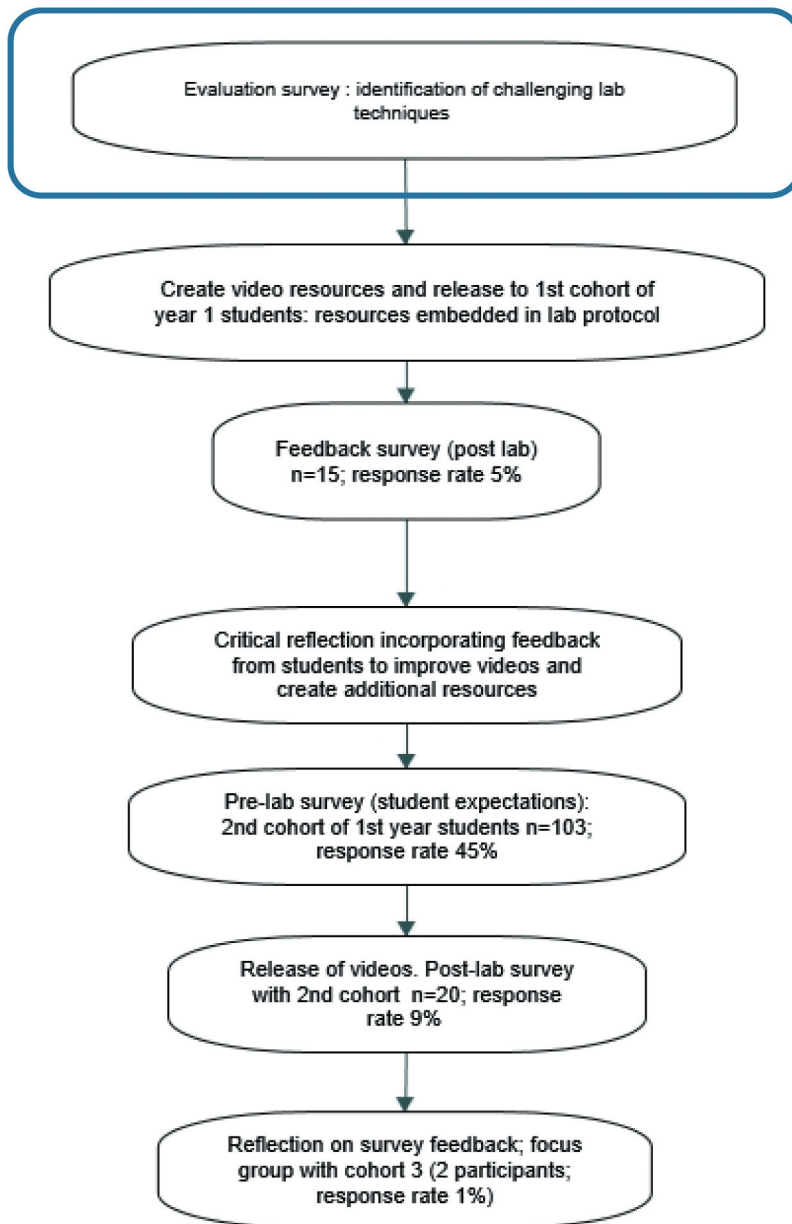 Evaluation survey : identification of challenging lab
techniques
Create video resources and release to 1st cohort of
year 1 students: resources embedded in lab protocol
Feedback survey (post lab)
n=15; response rate 5%
Critical reflection incorporating feedback
from students to improve videos and
create additional resources
Pre-lab survey (student expectations):
2nd cohort of 1st year students n=103;
response rate 45%
Release of videos. Post-lab survey
with 2nd cohort  n=20; response
rate 9%
Reflection on survey feedback; focus
group with cohort 3 (2 participants;
response rate 1%)